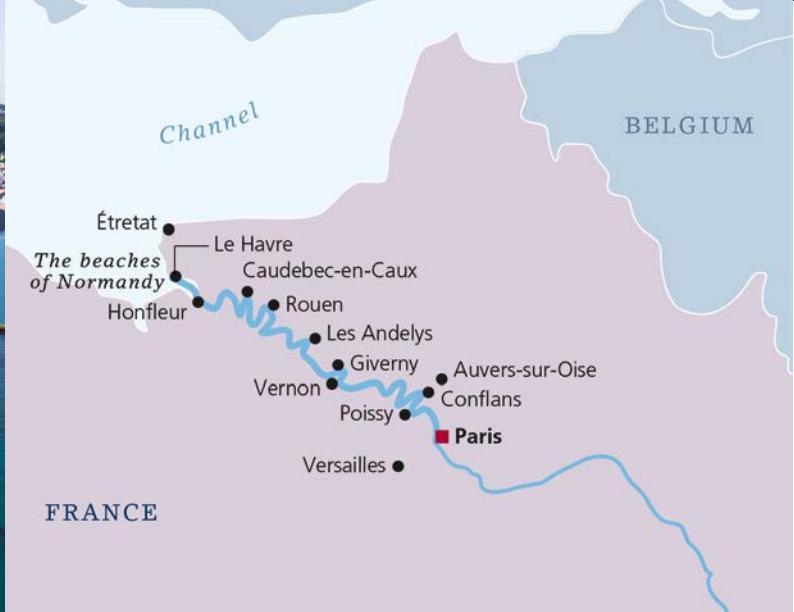 Channel
BELGIUM
Étretat
Le Havre
The beaches
of Normandy
Caudebec-en-Caux
Honfleur
Rouen
Les Andelys
Giverny
Auvers-sur-Oise
Vernon
Conflans
Poissy
Paris
Versailles
FRANCE